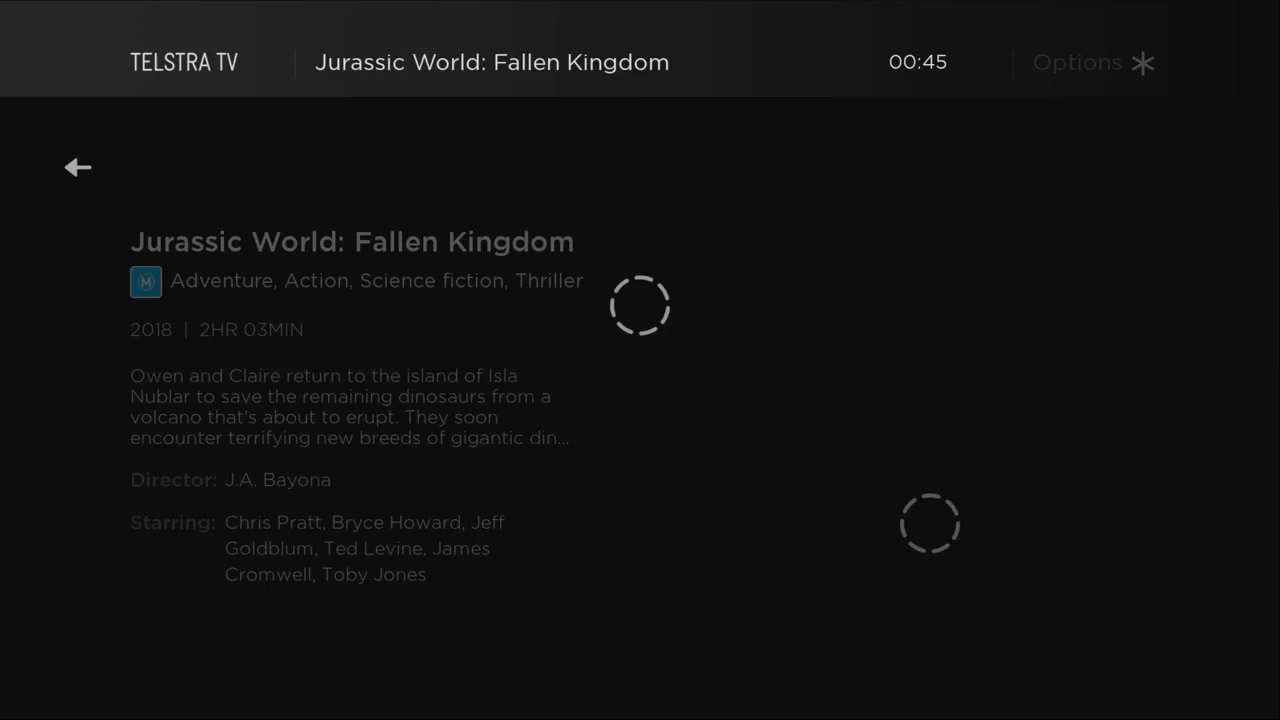 TELSTRA TV
Jurassic World: Fallen Kingdom
00:45
Options
Jurassic World: Fallen Kingdom
M
Adventure, Action, Science fiction, Thriller
2018 | 2HR 03MIN
Owen and Claire return to the island of Isla
Nublar to save the remaining dinosaurs from a
volcano that's about to erupt. They soon
encounter terrifying new breeds of gigantic din...
Director: J.A. Bayona
Starring: Chris Pratt, Bryce Howard, Jeff
Goldblum, Ted Levine, James
Cromwell, Toby Jones